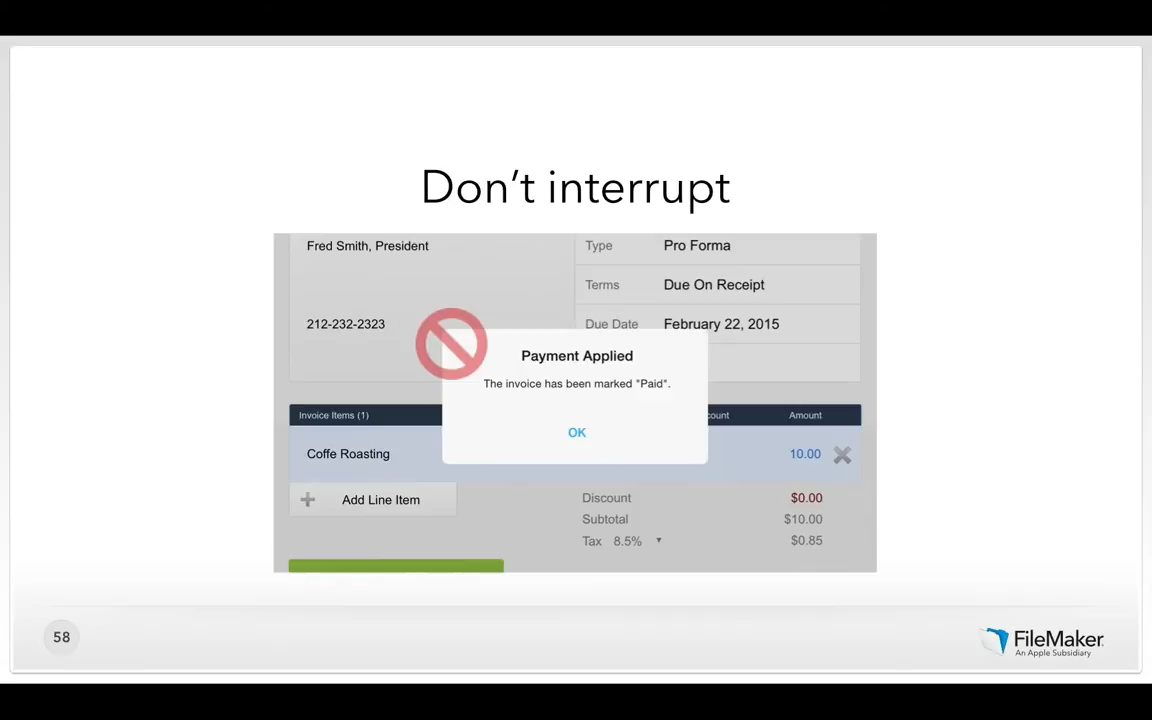 Don't interrupt
Fred Smith, President
Type Pro Forma
Terms Due On Receipt
212-232-2323
Due Date February 22, 2015
Payment Applied
The invoice has been marked "Paid".
OK
Invoice Items (1) count Amount
Coffe Roasting 10.00
Add Line Item
Discount $0.00
Subtotal $10.00
Tax 8.5% $0.85
58
FileMaker
An Apple Subsidiary